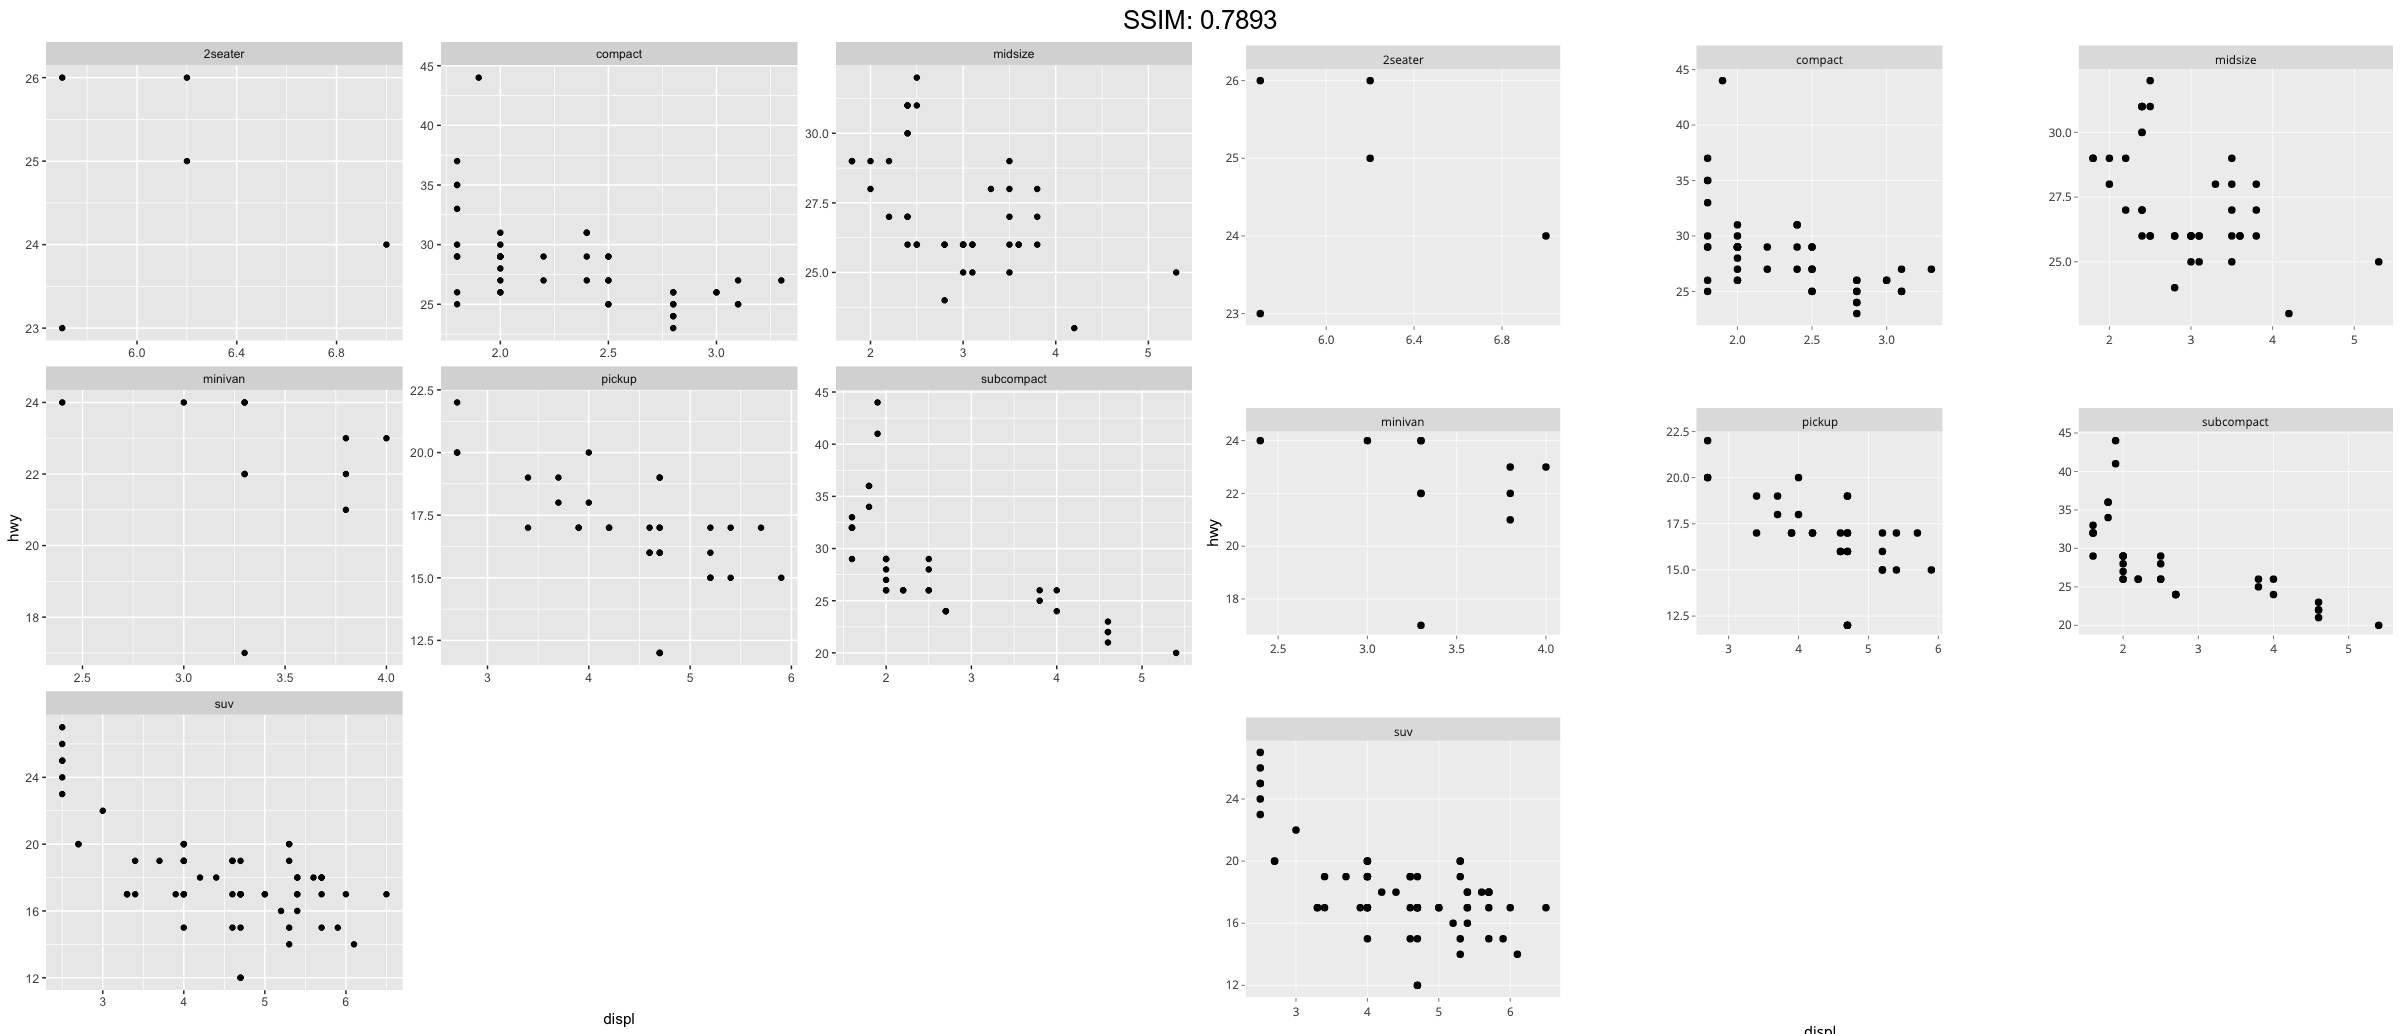 SSIM: 0.7893
2seater compact midsize 2seater compact midsize
26 45 26 45
40 30.0 40 30.0
25 35 27.5 25 35 27.5
24 30 25.0 24 30 25.0
23 25 23 25
6.0 6.4 6.8 2.0 2.5 3.0 2 3 4 5 6.0 6.4 6.8 2.0 2.5 3.0 2 3 4 5
minivan pickup subcompact minivan pickup subcompact
24 22.5 45 24 22.5 45
22 20.0 40 22 20.0 40
hwy 20 17.5 35 hwy 20 17.5 35
18 15.0 30 18 15.0 30
12.5 25 12.5 25
20 20
2.5 3.0 3.5 4.0 3 4 5 6 2 3 4 5 2.5 3.0 3.5 4.0 3 4 5 6 2 3 4 5
suv suv
24 24
20 20
16 16
12 12
3 4 5 6 3 4 5 6
displ displ